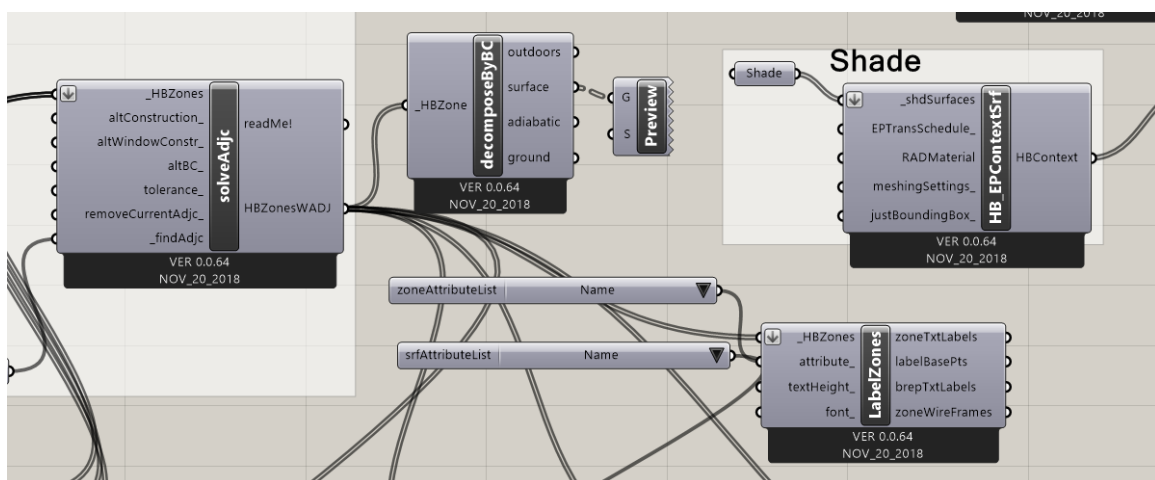 NOV_20_2018
_HBZones
altConstruction_
altWindowConstr_
altBC_
tolerance_
removeCurrentAdjc_
_findAdjc
solveAdjc
readMe!
HBZonesWADJ
VER 0.0.64
NOV_20_2018
_HBZone
decomposeByBC
outdoors
surface
adiabatic
ground
VER 0.0.64
NOV_20_2018
G
S
Preview
Shade
Shade
_shdSurfaces
EPTransSchedule_
RADMaterial
meshingSettings_
justBoundingBox_
HB_EPContextSrf
HBContext
VER 0.0.64
NOV_20_2018
zoneAttributeList Name
srfAttributeList Name
_HBZones
attribute_
textHeight_
font_
LabelZones
zoneTxtLabels
labelBasePts
brepTxtLabels
zoneWireFrames
VER 0.0.64
NOV_20_2018